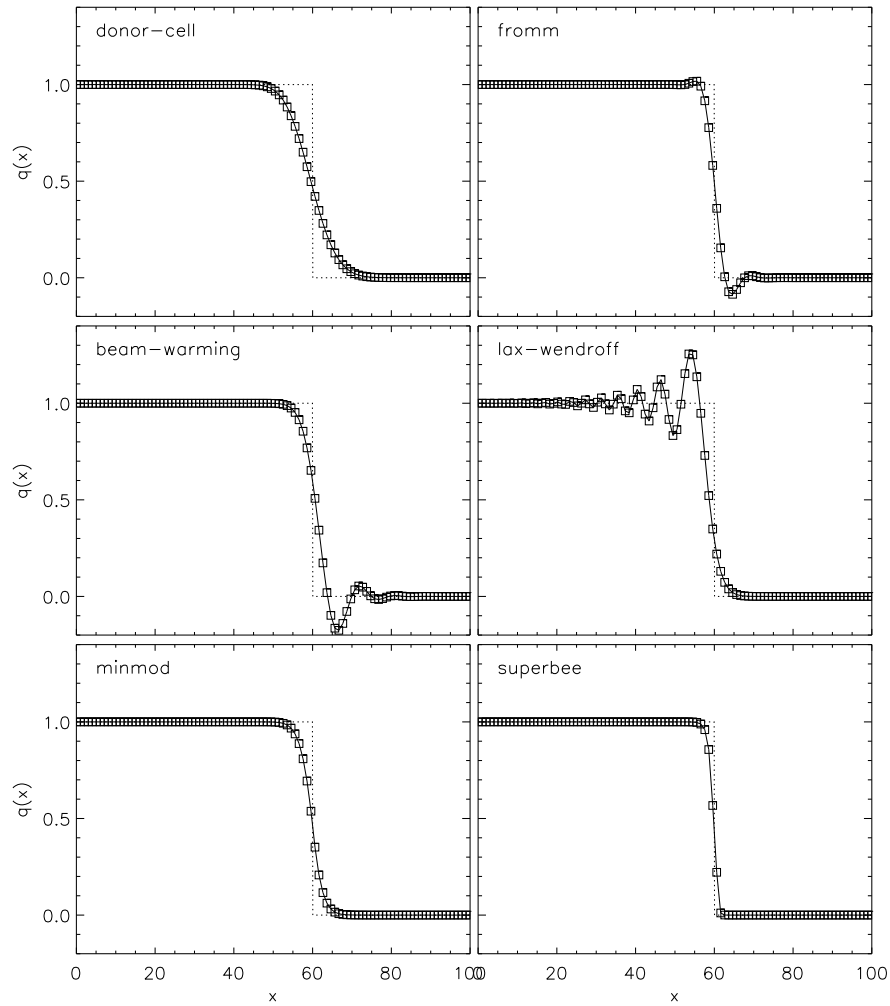 donor-cell
fromm
1.0
0.5
0.0
q(x)
beam-warming
lax-wendroff
1.0
0.5
0.0
q(x)
minmod
superbee
1.0
0.5
0.0
q(x)
0 20 40 60 80 100
0 20 40 60 80 100
x
x